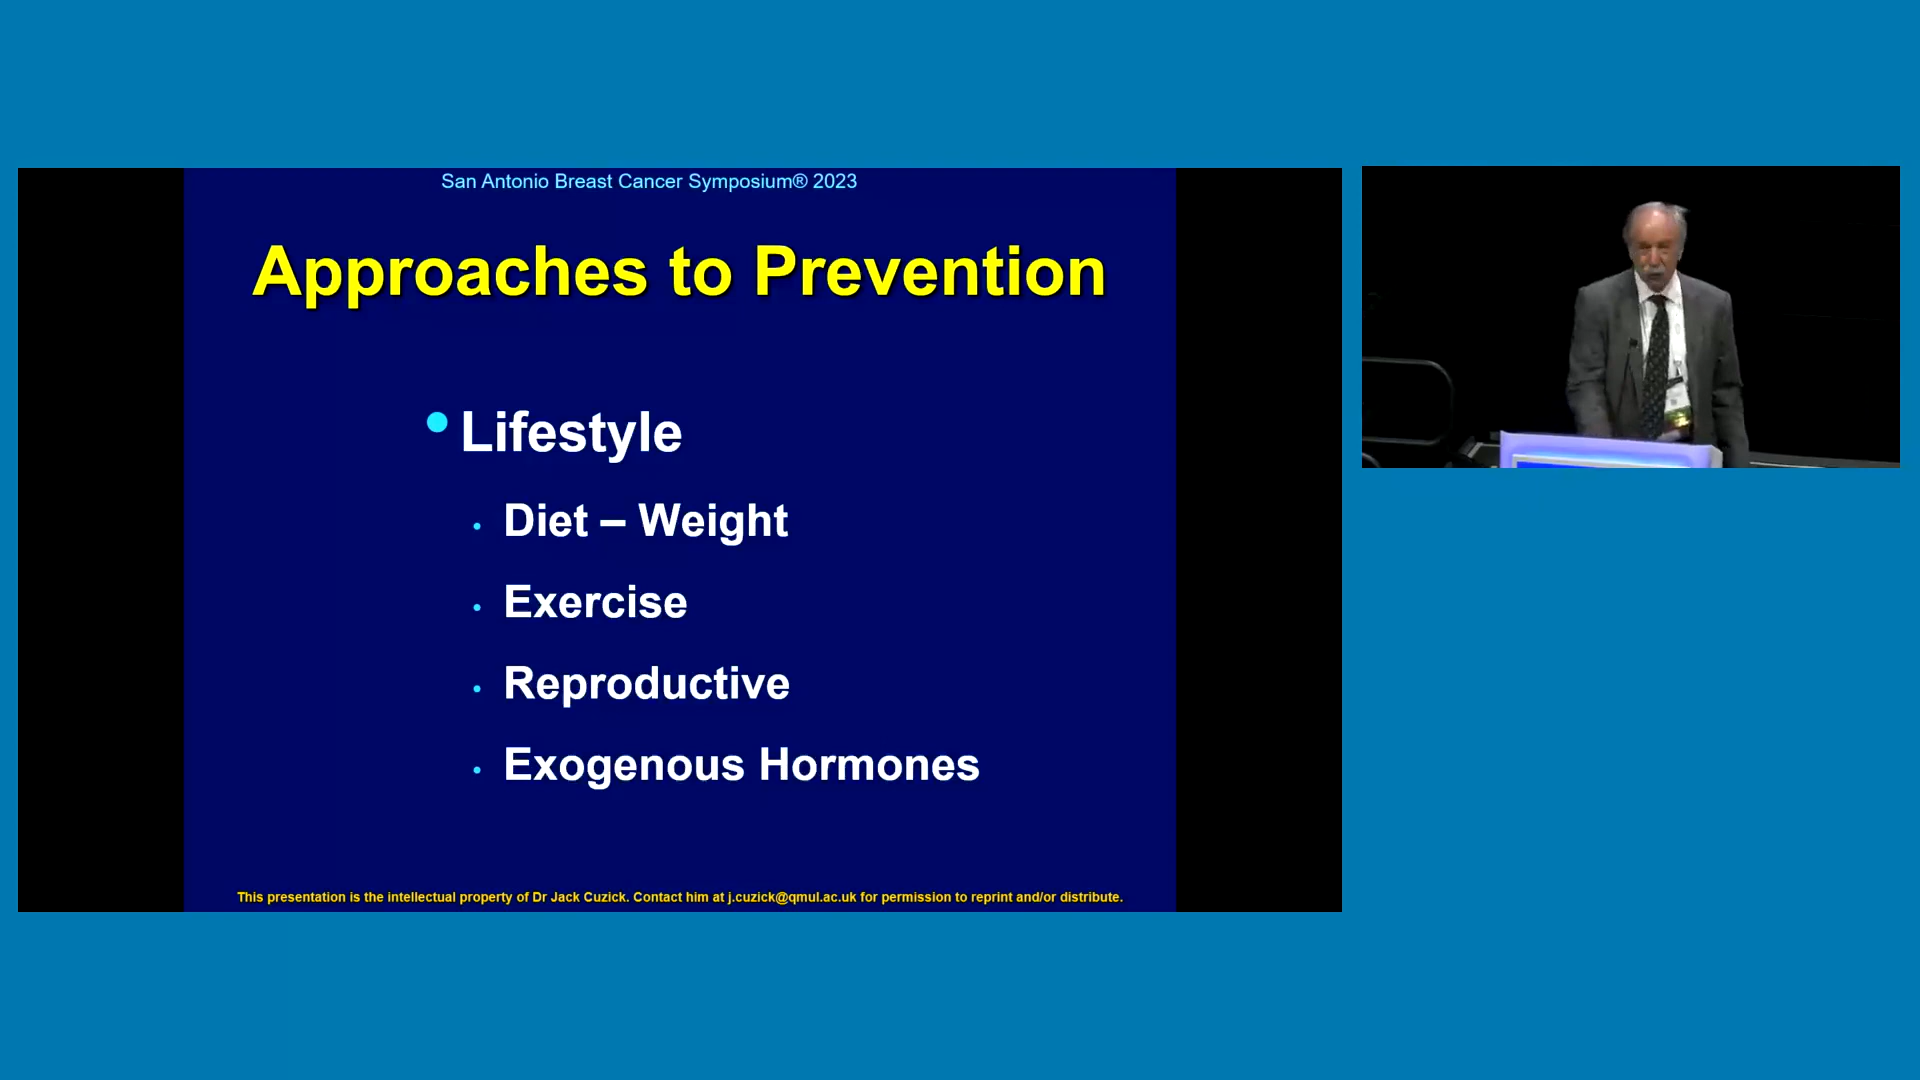 San Antonio Breast Cancer Symposium® 2023
Approaches to Prevention
• Lifestyle
• Diet – Weight
• Exercise
• Reproductive
• Exogenous Hormones
This presentation is the intellectual property of Dr Jack Cuzick. Contact him at j.cuzick@qmul.ac.uk for permission to reprint and/or distribute.